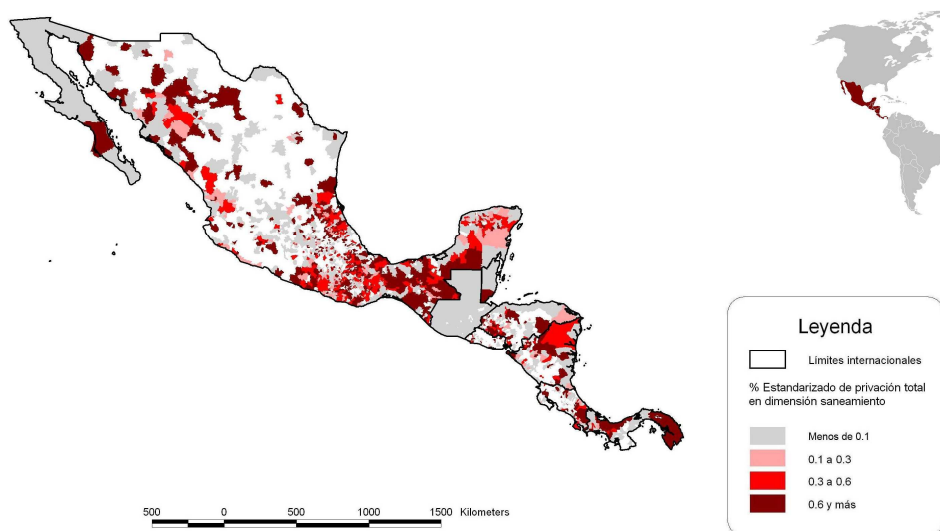 Leyenda
Límites internacionales
% Estandarizado de privación total
en dimensión saneamiento
Menos de 0.1
0.1 a 0.3
0.3 a 0.6
0.6 y más
500 0 500 1000 1500 Kilometers